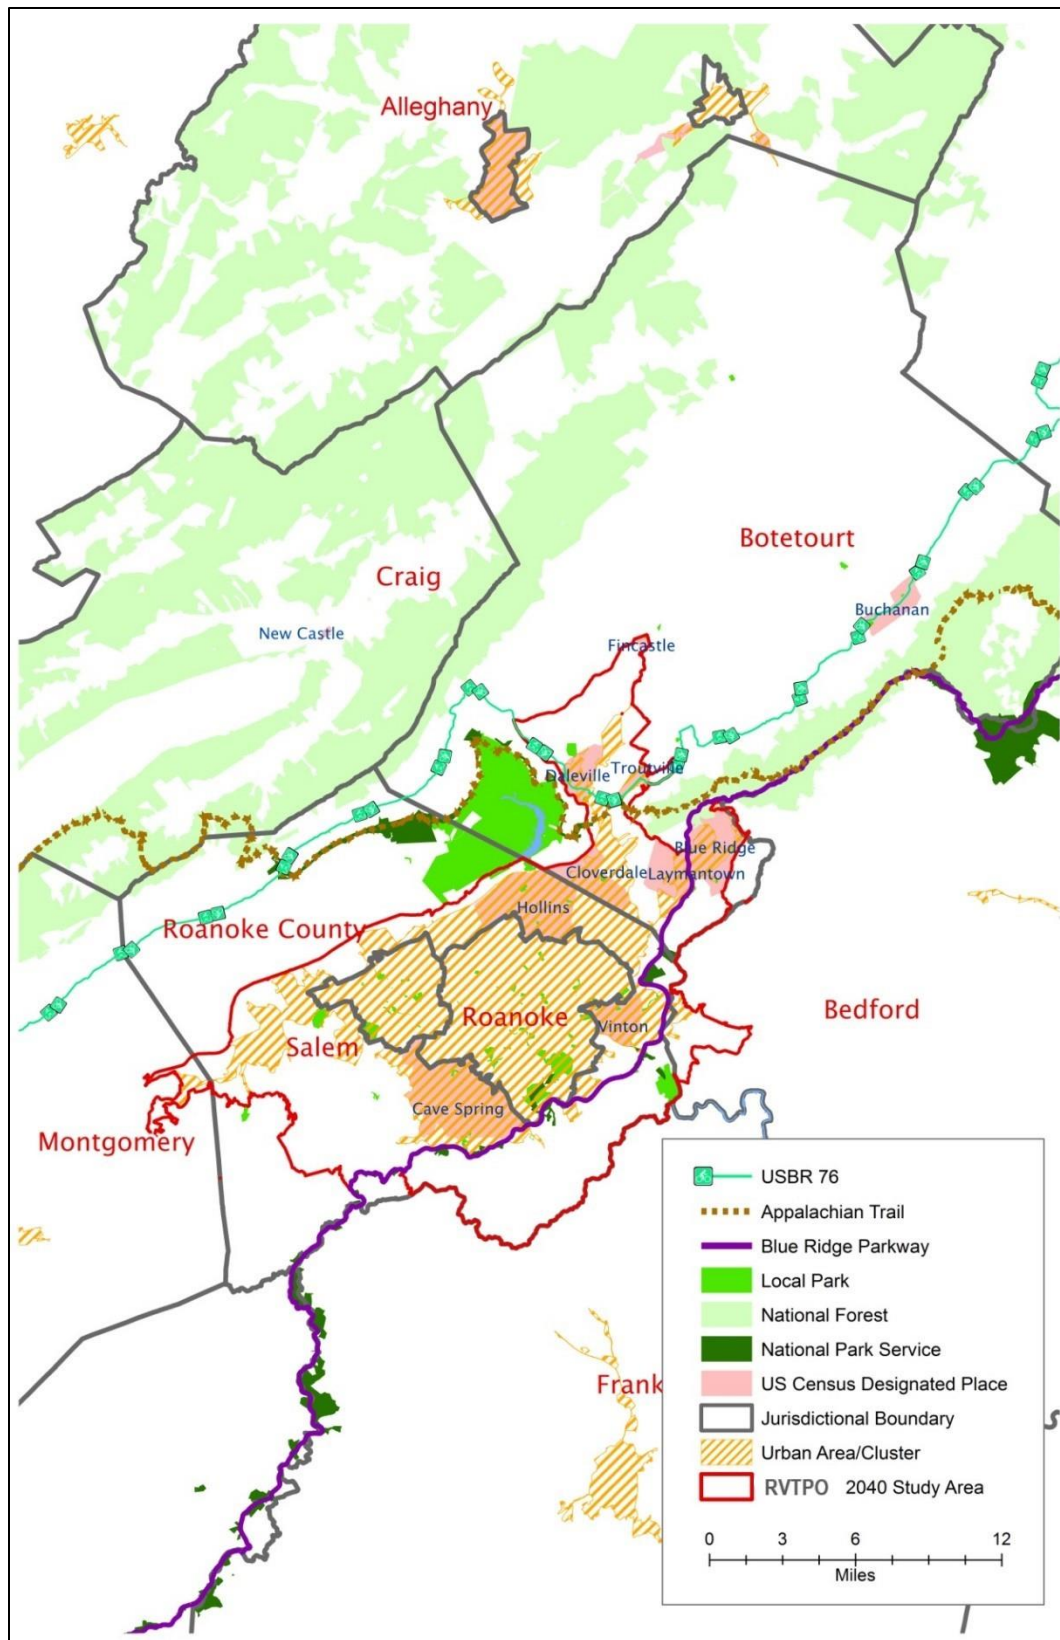 Alleghany
Botetourt
Craig
Buchanan
New Castle
Fincastle
Daleville
Troutville
Blue Ridge
Cloverdale
Laymantown
Hollins
Roanoke County
Bedford
Roanoke
Vinton
Salem
Cave Spring
Montgomery
Frank
USBR 76
Appalachian Trail
Blue Ridge Parkway
Local Park
National Forest
National Park Service
US Census Designated Place
Jurisdictional Boundary
Urban Area/Cluster
RVTPO 2040 Study Area
0 3 6 12
Miles